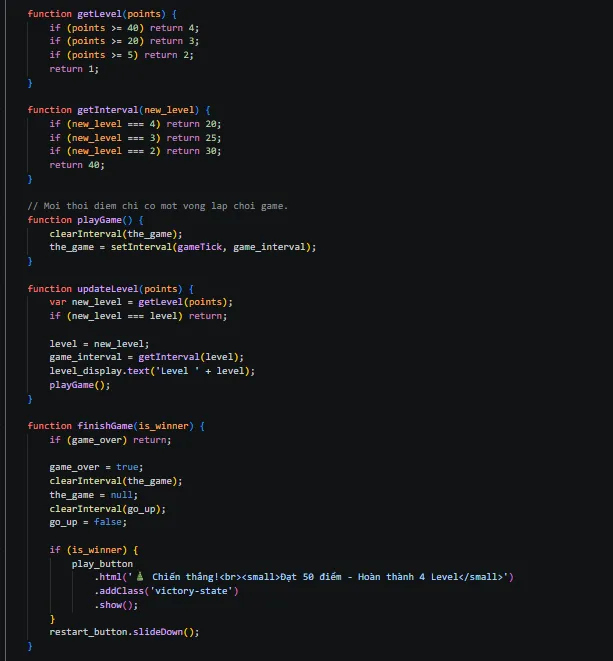 function getLevel(points) {
    if (points >= 40) return 4;
    if (points >= 20) return 3;
    if (points >= 5) return 2;
    return 1;
}

function getInterval(new_level) {
    if (new_level === 4) return 20;
    if (new_level === 3) return 25;
    if (new_level === 2) return 30;
    return 40;
}

// Moi thoi diem chi co mot vong lap choi game.
function playGame() {
    clearInterval(the_game);
    the_game = setInterval(gameTick, game_interval);
}

function updateLevel(points) {
    var new_level = getLevel(points);
    if (new_level === level) return;

    level = new_level;
    game_interval = getInterval(level);
    level_display.text('Level ' + level);
    playGame();
}

function finishGame(is_winner) {
    if (game_over) return;

    game_over = true;
    clearInterval(the_game);
    the_game = null;
    clearInterval(go_up);
    go_up = false;

    if (is_winner) {
        play_button
            .html('🎄 Chiến thắng!<br><small>Đạt 50 điểm - Hoàn thành 4 Level</small>')
            .addClass('victory-state')
            .show();
    }
    restart_button.slideDown();
}